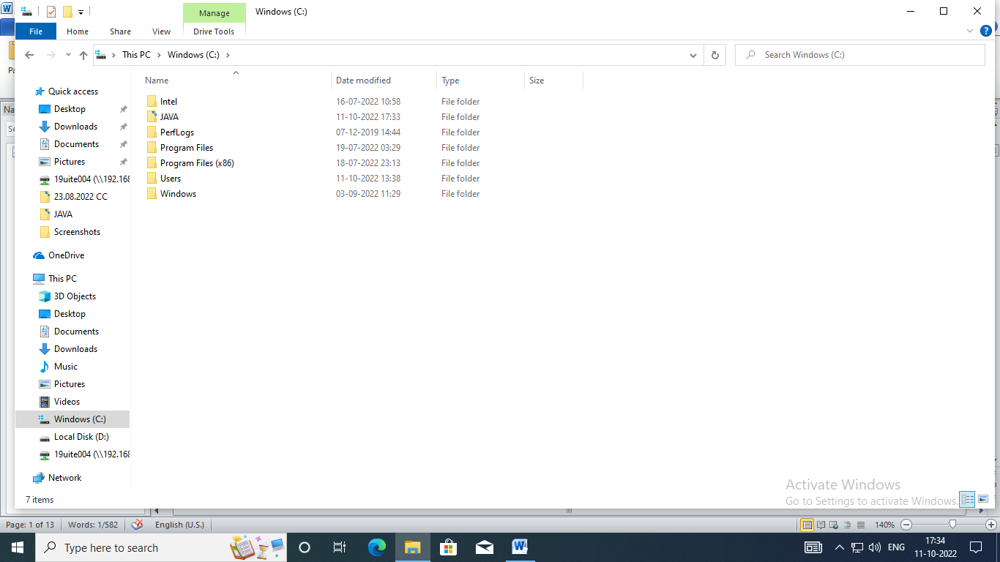 Manage
Windows (C:)
File
Home
Share
View
Drive Tools
This PC
Windows (C:)
Search Windows (C:)
Name
Date modified
Type
Size
Quick access
Desktop
Downloads
Documents
Pictures
19uite004 (\\192.168
23.08.2022 CC
JAVA
Screenshots
OneDrive
This PC
3D Objects
Desktop
Documents
Downloads
Music
Pictures
Videos
Windows (C:)
Local Disk (D:)
19uite004 (\\192.168
Network
Intel 16-07-2022 10:58 File folder
JAVA 11-10-2022 17:33 File folder
PerfLogs 07-12-2019 14:44 File folder
Program Files 19-07-2022 03:29 File folder
Program Files (x86) 18-07-2022 23:13 File folder
Users 11-10-2022 13:38 File folder
Windows 03-09-2022 11:29 File folder
Activate Windows
Go to Settings to activate Windows.
7 items
Page: 1 of 13
Words: 1/582
English (U.S.)
140%
Type here to search
ENG
17:34
11-10-2022